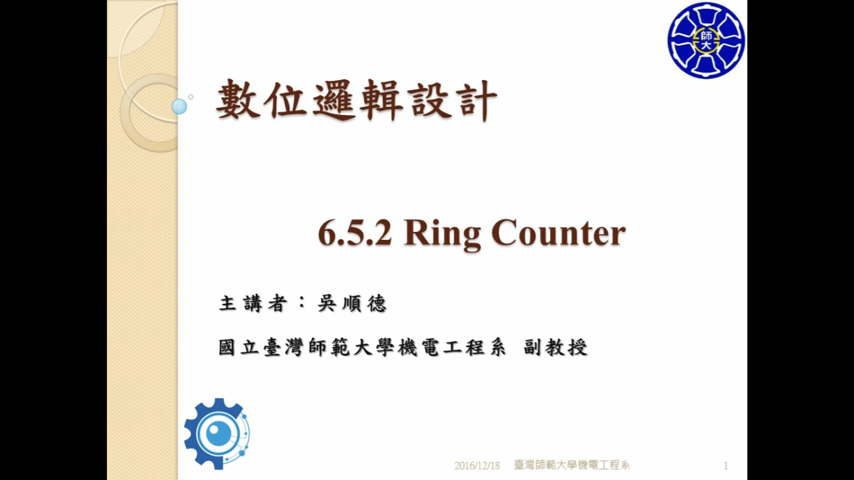 師大
數位邏輯設計
6.5.2 Ring Counter
主講者：吳順德
國立臺灣師範大學機電工程系 副教授
2016/12/18 臺灣師範大學機電工程系 1